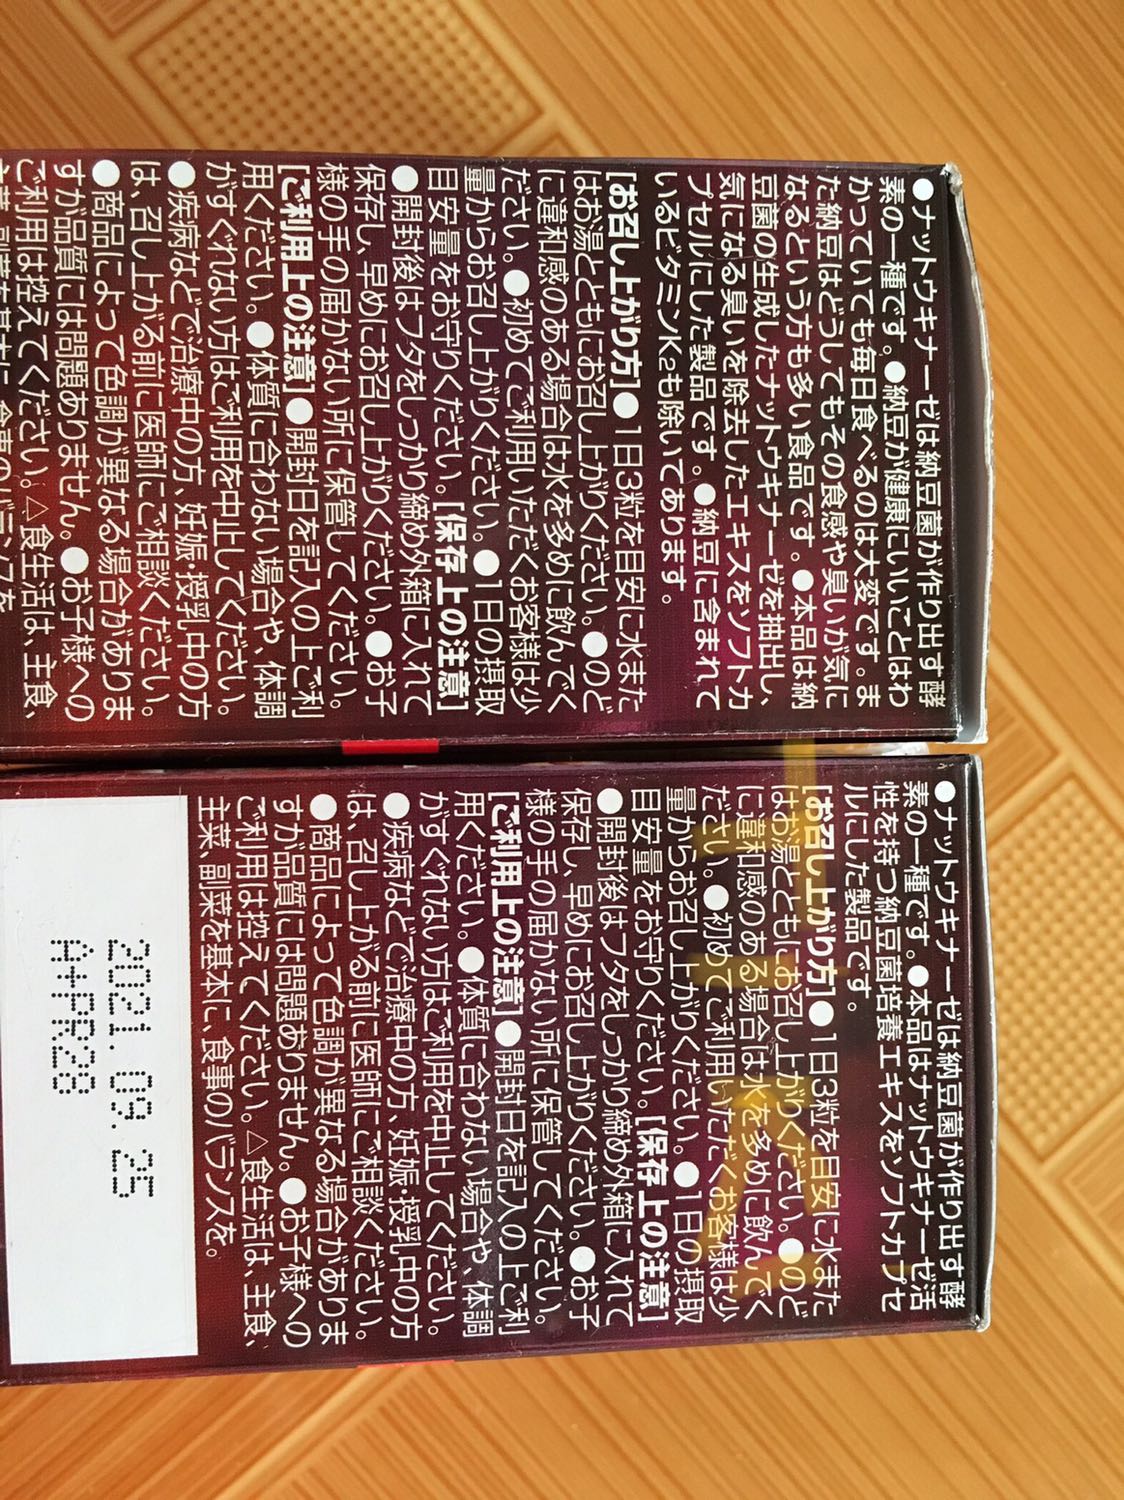 ●ナットウキナーゼは納豆菌が作り出す酵
素の一種です。●納豆が健康にいいことはわ
かっていても毎日食べるのは大変です。ま
た納豆はどうしてもその食感や臭いが気に
なるという方も多い食品です。●本品は納
豆菌の生成したナットウキナーゼを抽出し、
気になる臭いを除去したエキスをソフトカ
プセルにした製品です。●納豆に含まれて
いるビタミンK₂も除いてあります。
[お召し上がり方]●1日3粒を目安に水また
はお湯とともにお召し上がりください。●のど
に違和感のある場合は水を多めに飲んでく
ださい。●初めてご利用いただくお客様は少
量からお召し上がりください。●1日の摂取
目安量をお守りください。[保存上の注意]
●開封後はフタをしっかり締め外箱に入れて
保存し、早めにお召し上がりください。●お子
様の手の届かない所に保管してください。
[ご利用上の注意]●開封日を記入の上ご利
用ください。●体質に合わない場合や、体調
がすぐれない方はご利用を中止してください。
●疾病などで治療中の方、妊娠・授乳中の方
は、召し上がる前に医師にご相談ください。
●商品によって色調が異なる場合がありま
すが品質には問題ありません。●お子様への
ご利用は控えてください。△食生活は、主食、
主菜、副菜を基本に、食事のバランスを
●ナットウキナーゼは納豆菌が作り出す酵
素の一種です。●本品はナットウキナーゼ活
性を持つ納豆菌培養エキスをソフトカプセ
ルにした製品です。
[お召し上がり方]●1日3粒を目安に水また
はお湯とともにお召し上がりください。●のど
に違和感のある場合は水を多めに飲んでく
ださい。●初めてご利用いただくお客様は少
量からお召し上がりください。●1日の摂取
目安量をお守りください。[保存上の注意]
●開封後はフタをしっかり締め外箱に入れて
保存し、早めにお召し上がりください。●お子
様の手の届かない所に保管してください。
[ご利用上の注意]●開封日を記入の上ご利
用ください。●体質に合わない場合や、体調
がすぐれない方はご利用を中止してください。
●疾病などで治療中の方、妊娠・授乳中の方
は、召し上がる前に医師にご相談ください。
●商品によって色調が異なる場合がありま
すが品質には問題ありません。●お子様への
ご利用は控えてください。△食生活は、主食、
主菜、副菜を基本に、食事のバランスを。
2021.09.25
A+PR28